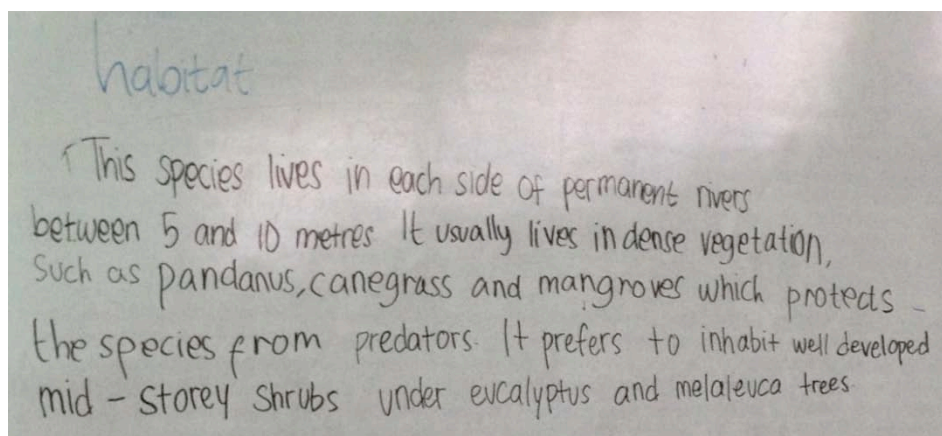 habitat
This species lives in each side of permanent rivers
between 5 and 10 metres It usually lives in dense vegetation,
Such as pandanus, canegrass and mangroves which protects
the species from predators. It prefers to inhabit well developed
mid - storey shrubs under eucalyptus and melaleuca trees